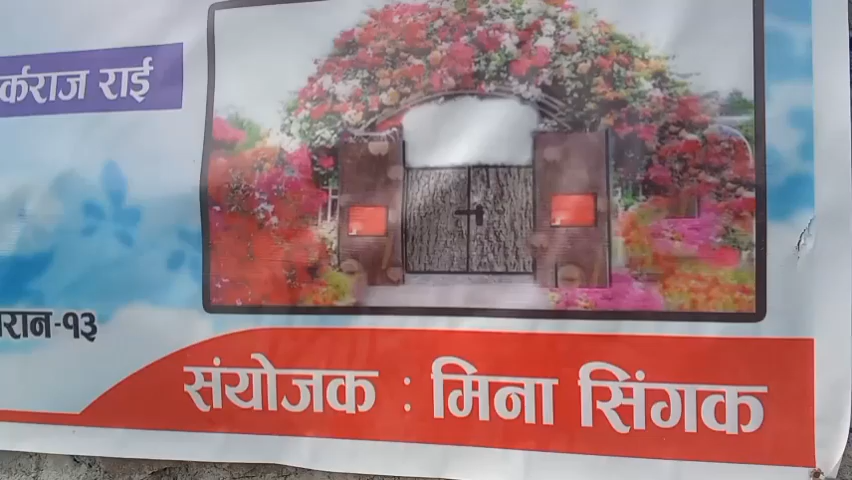 र्कराज राई
रान-१३
संयोजक : मिना सिंगक